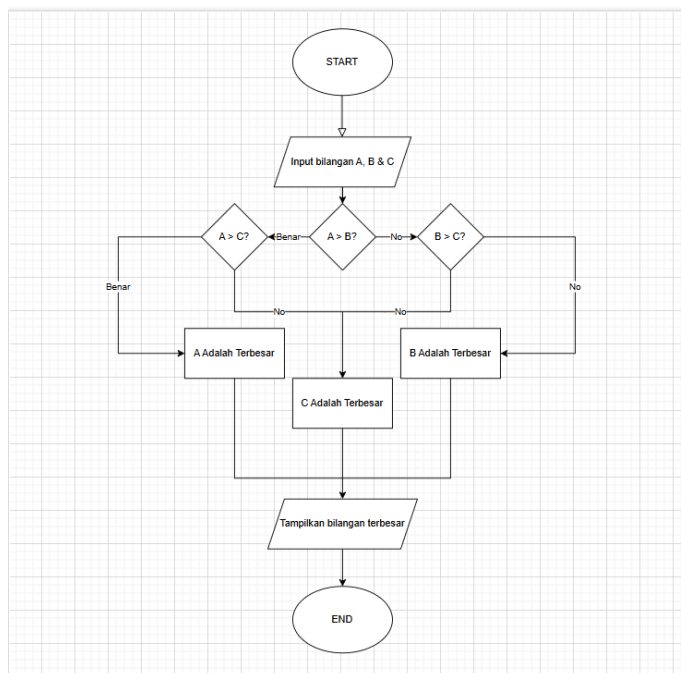 START
Input bilangan A, B & C
A > C?
Benar
A > B?
No
B > C?
Benar
No
No
No
A Adalah Terbesar
B Adalah Terbesar
C Adalah Terbesar
Tampilkan bilangan terbesar
END